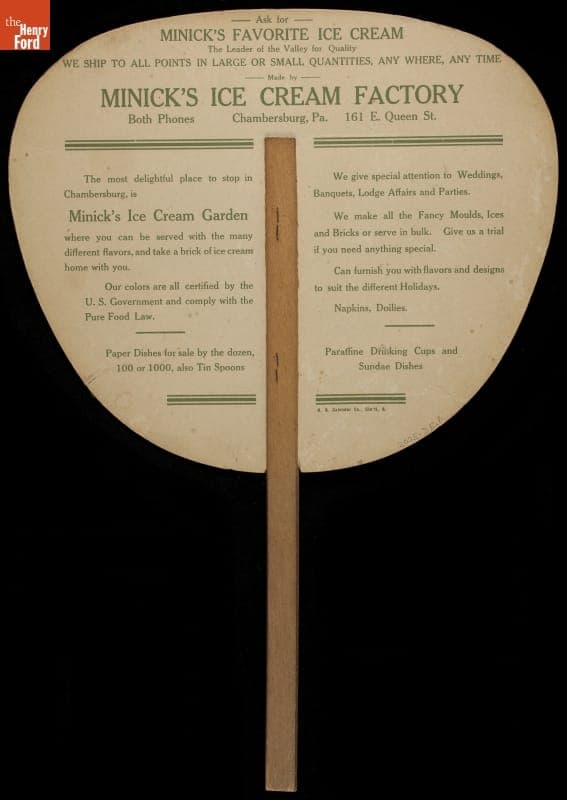 the
Henry
Ford
Ask for
MINICK'S FAVORITE ICE CREAM
The Leader of the Valley for Quality
WE SHIP TO ALL POINTS IN LARGE OR SMALL QUANTITIES, ANY WHERE, ANY TIME
Made by
MINICK'S ICE CREAM FACTORY
Both Phones Chambersburg, Pa. 161 E. Queen St.
The most delightful place to stop in
Chambersburg, is
Minick's Ice Cream Garden
where you can be served with the many
different flavors, and take a brick of ice cream
home with you.
Our colors are all certified by the
U. S. Government and comply with the
Pure Food Law.
Paper Dishes for sale by the dozen,
100 or 1000, also Tin Spoons
We give special attention to Weddings,
Banquets, Lodge Affairs and Parties.
We make all the Fancy Moulds, Ices
and Bricks or serve in bulk. Give us a trial
if you need anything special.
Can furnish you with flavors and designs
to suit the different Holidays.
Napkins, Doilies.
Paraffine Drinking Cups and
Sundae Dishes
Calendar Co.,